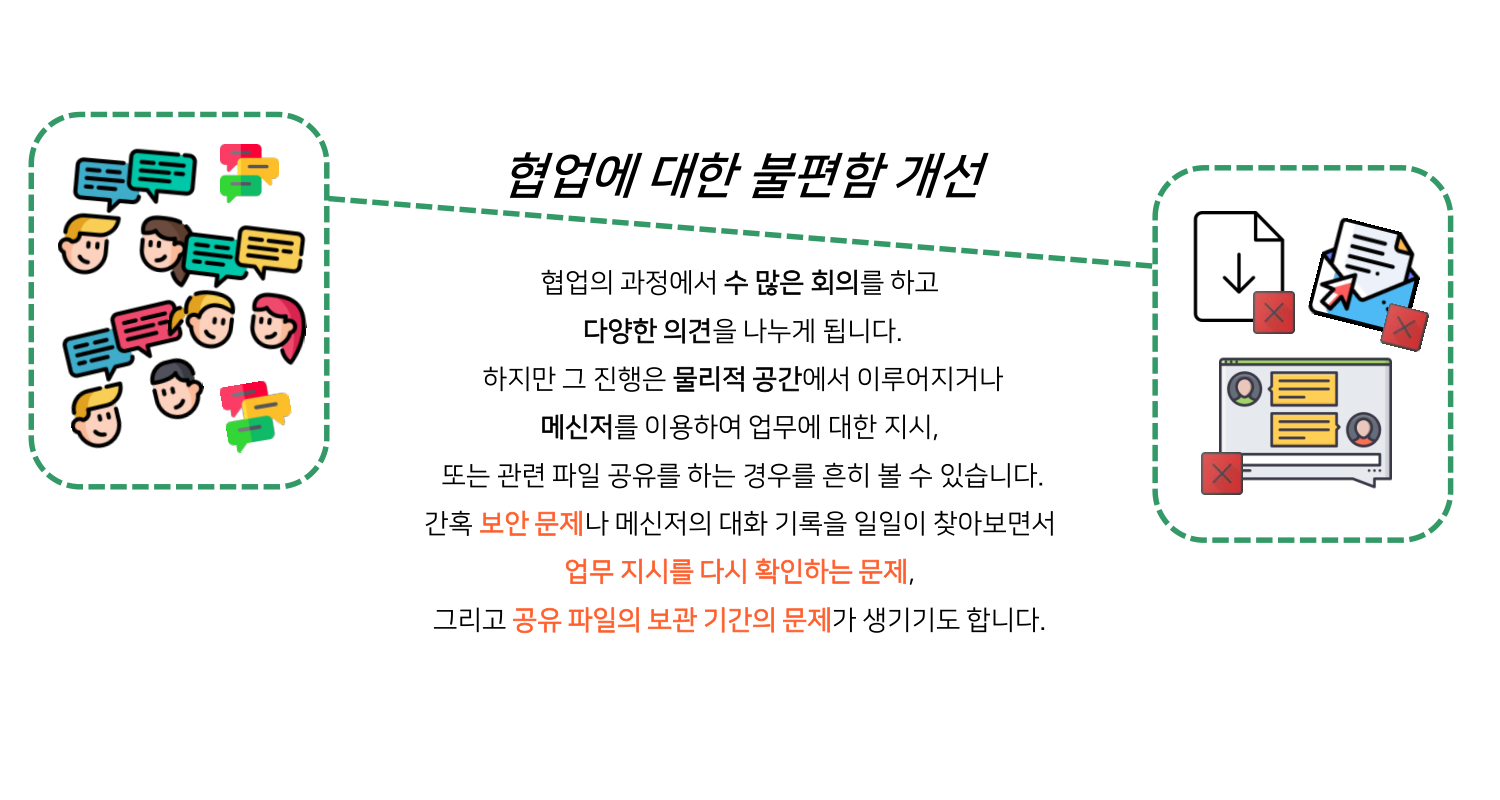 협업에 대한 불편함 개선
협업의 과정에서 수 많은 회의를 하고
다양한 의견을 나누게 됩니다.
하지만 그 진행은 물리적 공간에서 이루어지거나
메신저를 이용하여 업무에 대한 지시,
또는 관련 파일 공유를 하는 경우를 흔히 볼 수 있습니다.
간혹 보안 문제나 메신저의 대화 기록을 일일이 찾아보면서
업무 지시를 다시 확인하는 문제,
그리고 공유 파일의 보관 기간의 문제가 생기기도 합니다.